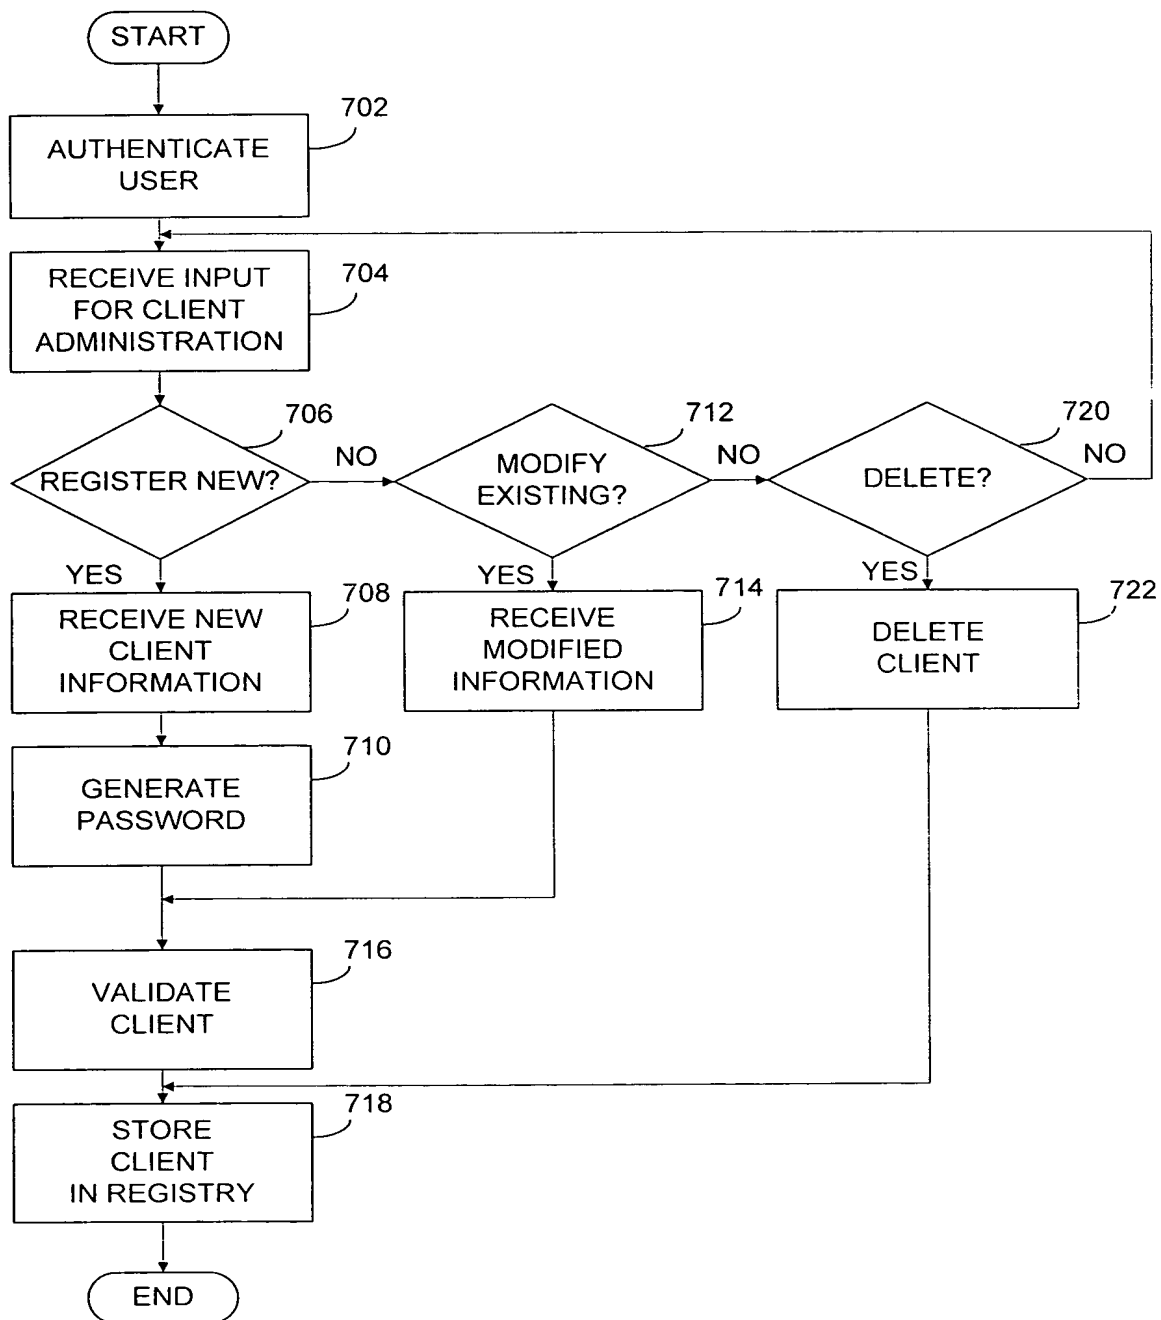 START
702
AUTHENTICATE
USER
704
RECEIVE INPUT
FOR CLIENT
ADMINISTRATION
706
REGISTER NEW?
NO
712
MODIFY
EXISTING?
NO
720
DELETE?
NO
YES
708
RECEIVE NEW
CLIENT
INFORMATION
YES
714
RECEIVE
MODIFIED
INFORMATION
YES
722
DELETE
CLIENT
710
GENERATE
PASSWORD
716
VALIDATE
CLIENT
718
STORE
CLIENT
IN REGISTRY
END